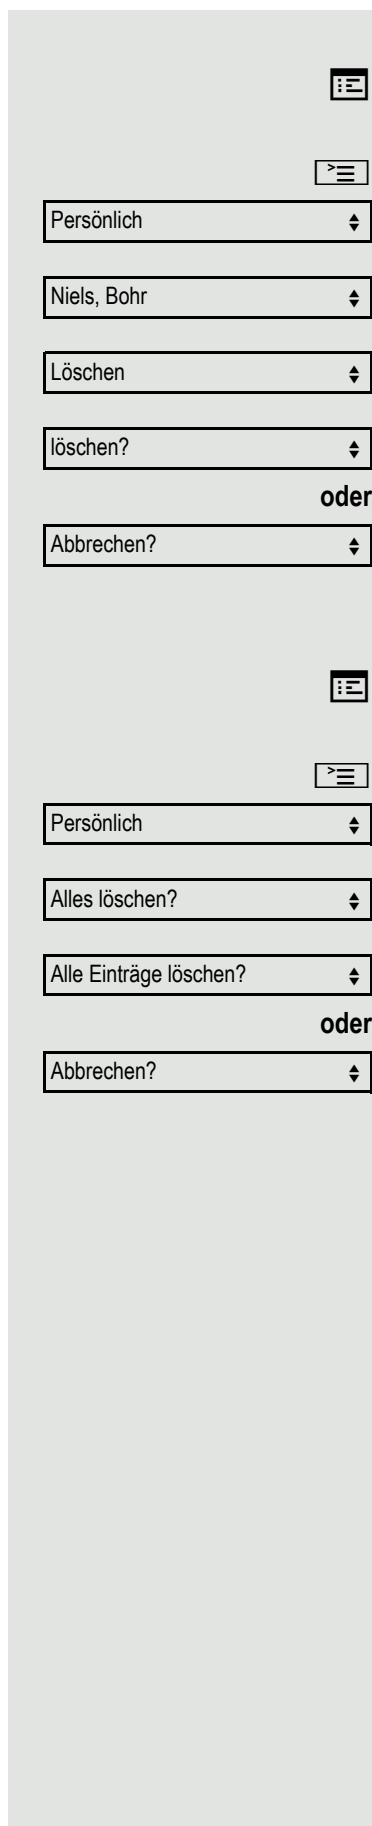 Persönlich
Niels, Bohr
Löschen
löschen?
oder
Abbrechen?
Persönlich
Alles löschen?
Alle Einträge löschen?
oder
Abbrechen?